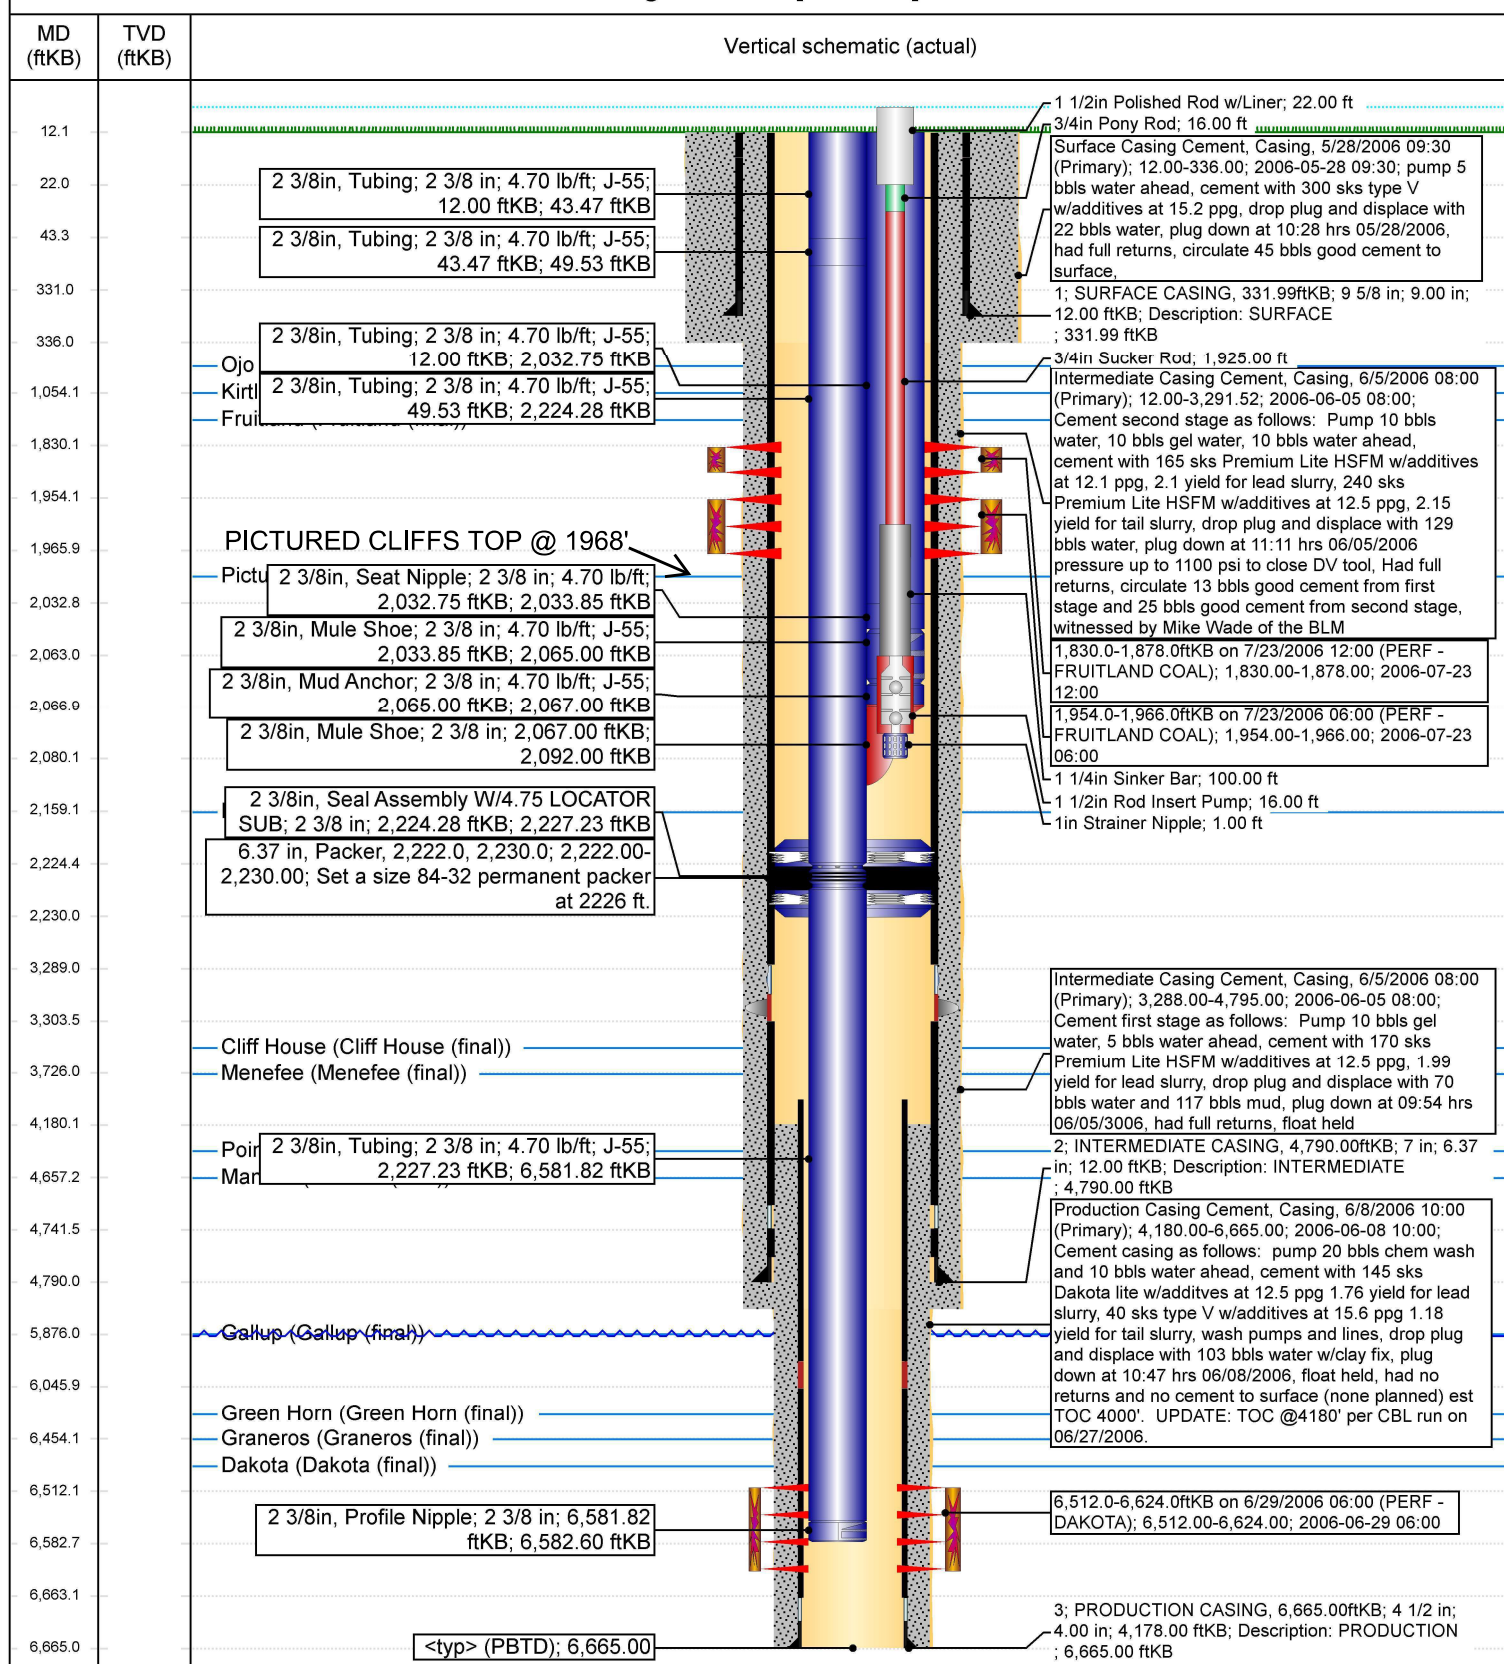 MD
(ftKB)
TVD
(ftKB)
Vertical schematic (actual)
12.1
22.0
43.3
331.0
336.0
1,054.1
1,830.1
1,954.1
1,965.9
2,032.8
2,063.0
2,066.9
2,080.1
2,159.1
2,224.4
2,230.0
3,289.0
3,303.5
3,726.0
4,180.1
4,657.2
4,741.5
4,790.0
5,876.0
6,045.9
6,454.1
6,512.1
6,582.7
6,663.1
6,665.0
2 3/8in, Tubing; 2 3/8 in; 4.70 lb/ft; J-55;
12.00 ftKB; 43.47 ftKB
2 3/8in, Tubing; 2 3/8 in; 4.70 lb/ft; J-55;
43.47 ftKB; 49.53 ftKB
2 3/8in, Tubing; 2 3/8 in; 4.70 lb/ft; J-55;
12.00 ftKB; 2,032.75 ftKB
Ojo
Kirtl
2 3/8in, Tubing; 2 3/8 in; 4.70 lb/ft; J-55;
49.53 ftKB; 2,224.28 ftKB
PICTURED CLIFFS TOP @ 1968'
Pictu
2 3/8in, Seat Nipple; 2 3/8 in; 4.70 lb/ft;
2,032.75 ftKB; 2,033.85 ftKB
2 3/8in, Mule Shoe; 2 3/8 in; 4.70 lb/ft; J-55;
2,033.85 ftKB; 2,065.00 ftKB
2 3/8in, Mud Anchor; 2 3/8 in; 4.70 lb/ft; J-55;
2,065.00 ftKB; 2,067.00 ftKB
2 3/8in, Mule Shoe; 2 3/8 in; 2,067.00 ftKB;
2,092.00 ftKB
2 3/8in, Seal Assembly W/4.75 LOCATOR
SUB; 2 3/8 in; 2,224.28 ftKB; 2,227.23 ftKB
6.37 in, Packer, 2,222.0, 2,230.0; 2,222.00-
2,230.00; Set a size 84-32 permanent packer
at 2226 ft.
Cliff House (Cliff House (final))
Menefee (Menefee (final))
Poin
Man
2 3/8in, Tubing; 2 3/8 in; 4.70 lb/ft; J-55;
2,227.23 ftKB; 6,581.82 ftKB
Gallup (Gallup (final))
Green Horn (Green Horn (final))
Graneros (Graneros (final))
Dakota (Dakota (final))
2 3/8in, Profile Nipple; 2 3/8 in; 6,581.82
ftKB; 6,582.60 ftKB
<typ> (PBTD); 6,665.00
1 1/2in Polished Rod w/Liner; 22.00 ft
3/4in Pony Rod; 16.00 ft
Surface Casing Cement, Casing, 5/28/2006 09:30
(Primary); 12.00-336.00; 2006-05-28 09:30; pump 5
bbls water ahead, cement with 300 sks type V
w/additives at 15.2 ppg, drop plug and displace with
22 bbls water, plug down at 10:28 hrs 05/28/2006,
had full returns, circulate 45 bbls good cement to
surface,
1; SURFACE CASING, 331.99ftKB; 9 5/8 in; 9.00 in;
12.00 ftKB; Description: SURFACE
; 331.99 ftKB
3/4in Sucker Rod; 1,925.00 ft
Intermediate Casing Cement, Casing, 6/5/2006 08:00
(Primary); 12.00-3,291.52; 2006-06-05 08:00;
Cement second stage as follows:  Pump 10 bbls
water, 10 bbls gel water, 10 bbls water ahead,
cement with 165 sks Premium Lite HSFM w/additives
at 12.1 ppg, 2.1 yield for lead slurry, 240 sks
Premium Lite HSFM w/additives at 12.5 ppg, 2.15
yield for tail slurry, drop plug and displace with 129
bbls water, plug down at 11:11 hrs 06/05/2006
pressure up to 1100 psi to close DV tool, Had full
returns, circulate 13 bbls good cement from first
stage and 25 bbls good cement from second stage,
witnessed by Mike Wade of the BLM
1,830.0-1,878.0ftKB on 7/23/2006 12:00 (PERF -
FRUITLAND COAL); 1,830.00-1,878.00; 2006-07-23
12:00
1,954.0-1,966.0ftKB on 7/23/2006 06:00 (PERF -
FRUITLAND COAL); 1,954.00-1,966.00; 2006-07-23
06:00
1 1/4in Sinker Bar; 100.00 ft
1 1/2in Rod Insert Pump; 16.00 ft
1in Strainer Nipple; 1.00 ft
Intermediate Casing Cement, Casing, 6/5/2006 08:00
(Primary); 3,288.00-4,795.00; 2006-06-05 08:00;
Cement first stage as follows:  Pump 10 bbls gel
water, 5 bbls water ahead, cement with 170 sks
Premium Lite HSFM w/additives at 12.5 ppg, 1.99
yield for lead slurry, drop plug and displace with 70
bbls water and 117 bbls mud, plug down at 09:54 hrs
06/05/3006, had full returns, float held
2; INTERMEDIATE CASING, 4,790.00ftKB; 7 in; 6.37
in; 12.00 ftKB; Description: INTERMEDIATE
; 4,790.00 ftKB
Production Casing Cement, Casing, 6/8/2006 10:00
(Primary); 4,180.00-6,665.00; 2006-06-08 10:00;
Cement casing as follows:  pump 20 bbls chem wash
and 10 bbls water ahead, cement with 145 sks
Dakota lite w/additves at 12.5 ppg 1.76 yield for lead
slurry, 40 sks type V w/additives at 15.6 ppg 1.18
yield for tail slurry, wash pumps and lines, drop plug
and displace with 103 bbls water w/clay fix, plug
down at 10:47 hrs 06/08/2006, float held, had no
returns and no cement to surface (none planned) est
TOC 4000'.  UPDATE: TOC @4180' per CBL run on
06/27/2006.
6,512.0-6,624.0ftKB on 6/29/2006 06:00 (PERF -
DAKOTA); 6,512.00-6,624.00; 2006-06-29 06:00
3; PRODUCTION CASING, 6,665.00ftKB; 4 1/2 in;
4.00 in; 4,178.00 ftKB; Description: PRODUCTION
; 6,665.00 ftKB